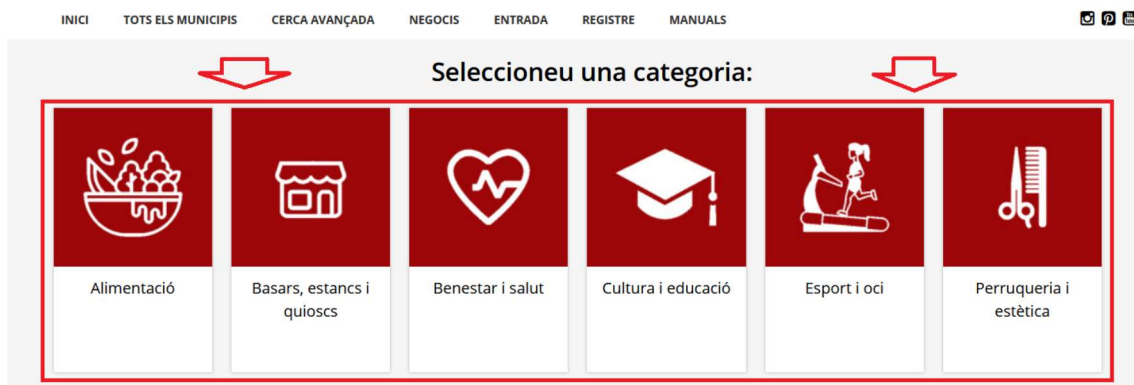 INICI TOTS ELS MUNICIPIS CERCA AVANÇADA NEGOCIS ENTRADA REGISTRE MANUALS
Seleccioneu una categoria:
Alimentació
Basars, estancs i
quioscs
Benestar i salut
Cultura i educació
Esport i oci
Perruqueria i
estètica